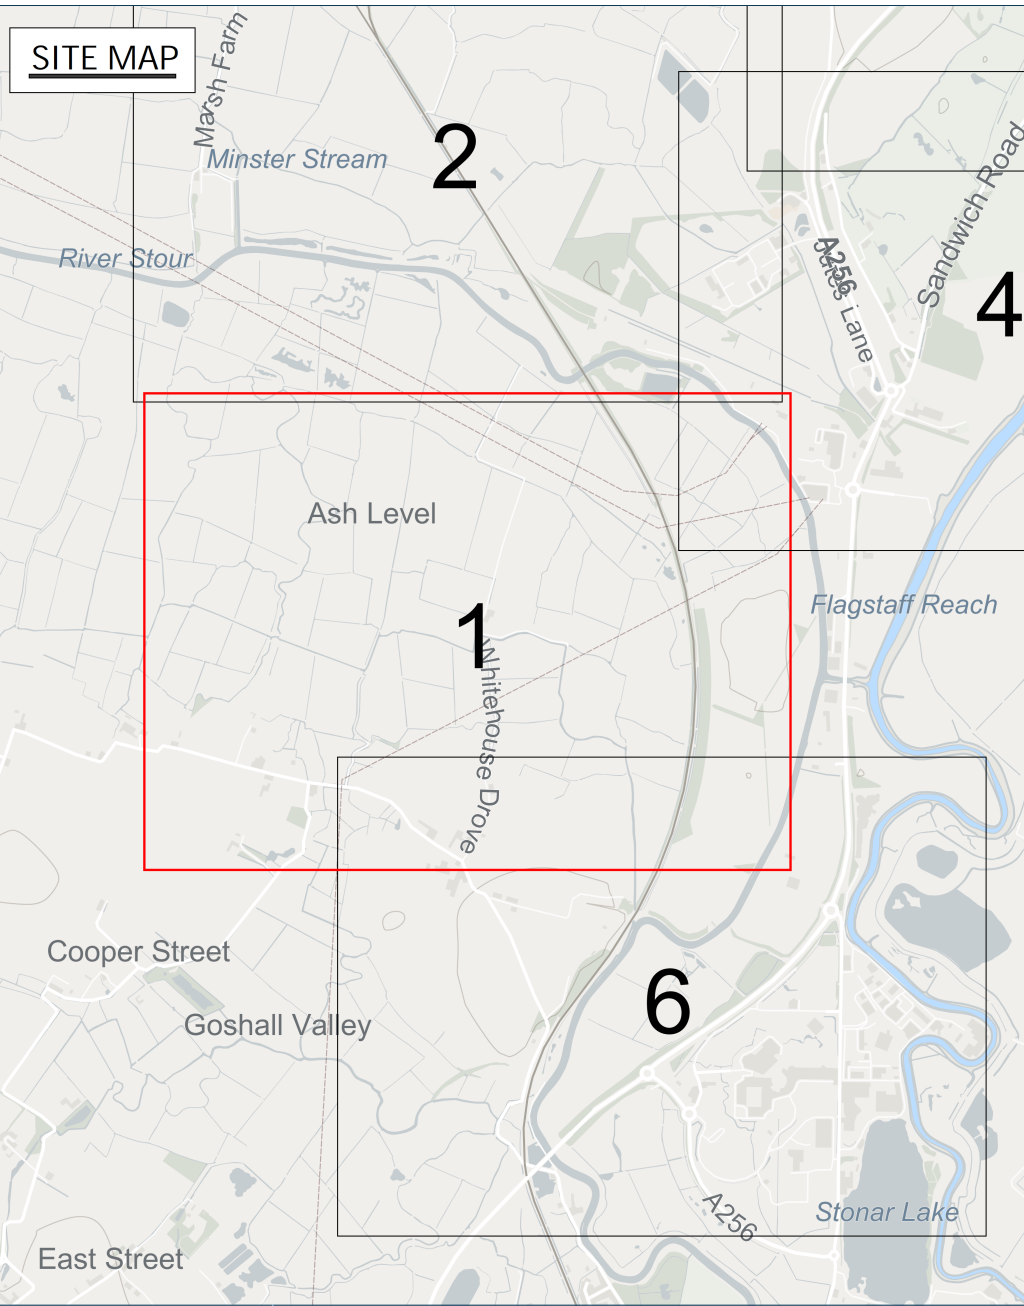 SITE MAP
Marsh Farm
Minster Stream
2
River Stour
Sandwich Road
A256
Jutes Lane
4
Ash Level
1
Flagstaff Reach
Whitehouse Drove
Cooper Street
Goshall Valley
6
A256
Stonar Lake
East Street